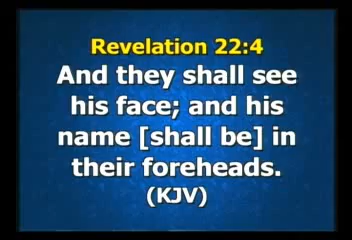 Revelation 22:4
And they shall see
his face; and his
name [shall be] in
their foreheads.
(KJV)